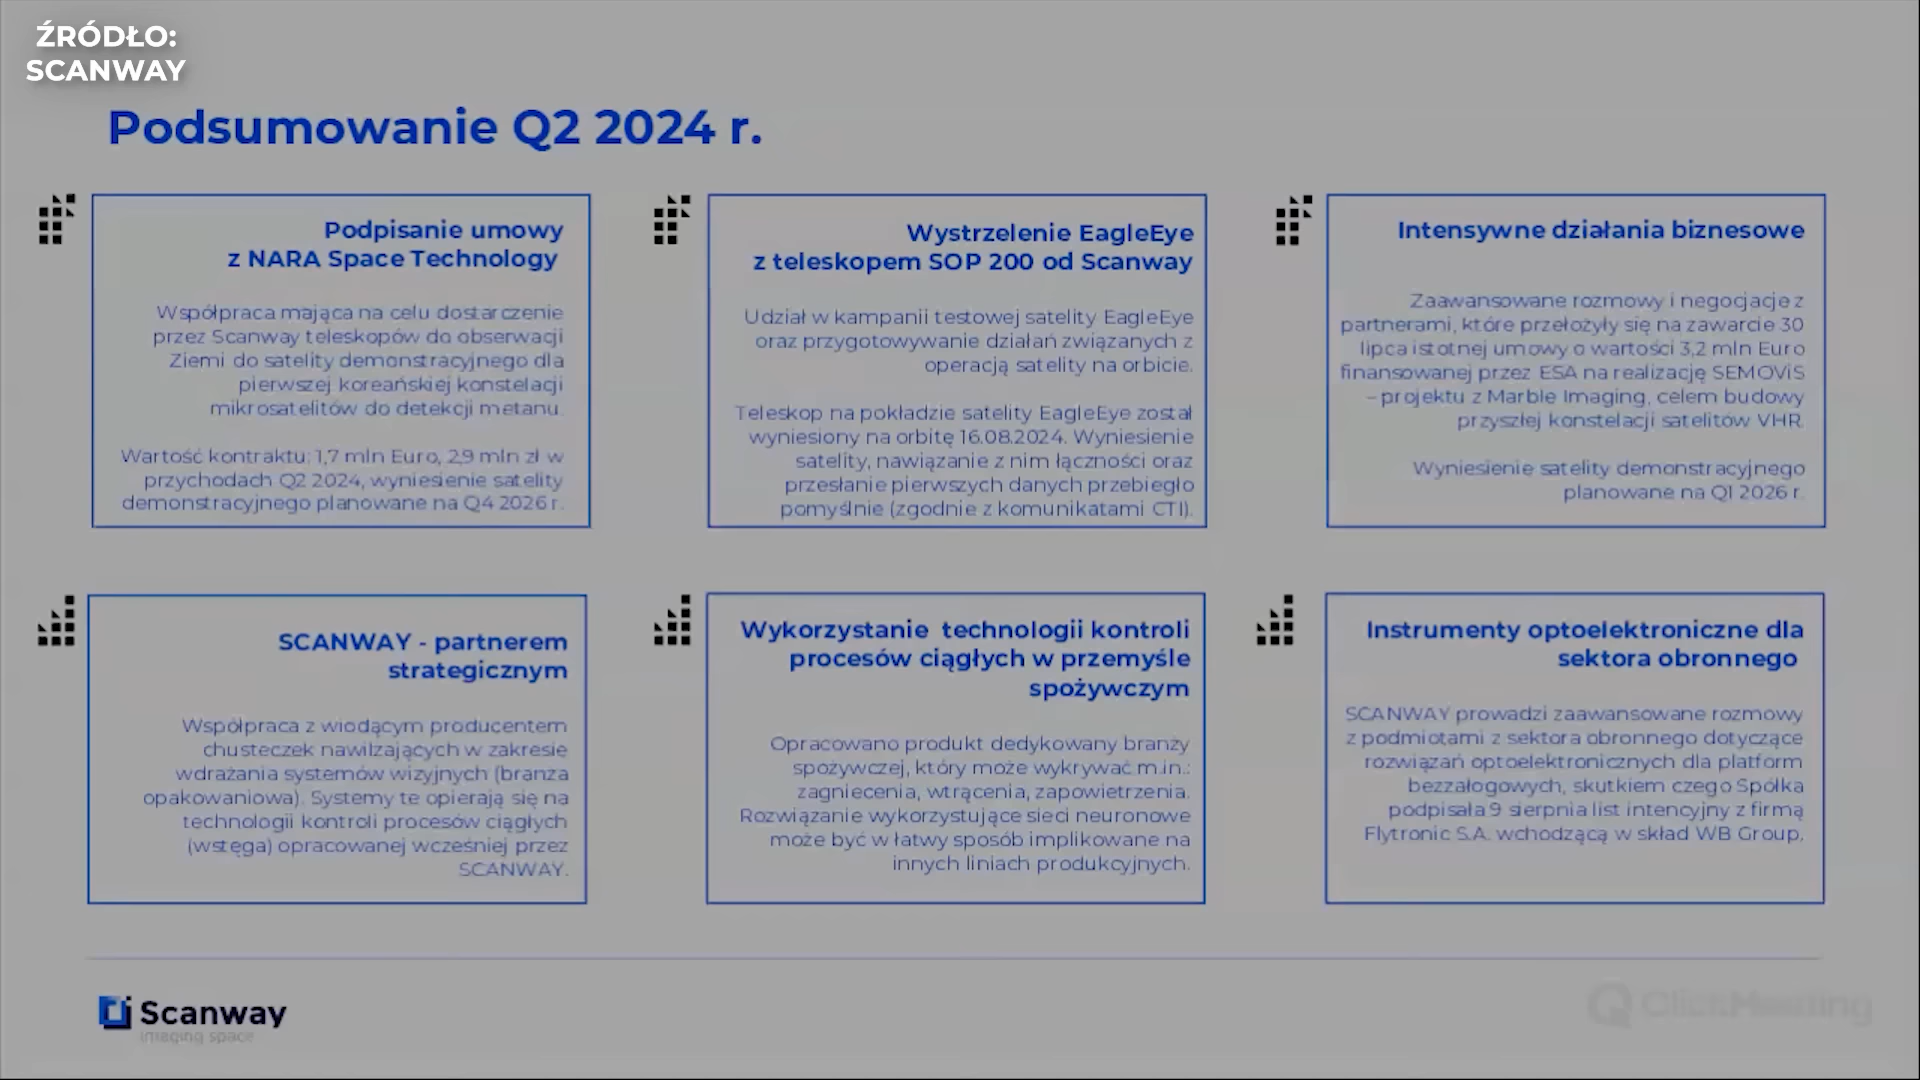 ŹRÓDŁO:
SCANWAY
Podsumowanie Q2 2024 r.
Podpisanie umowy
z NARA Space Technology
Współpraca mająca na celu dostarczenie
przez Scanway teleskopów do obserwacji
Ziemi do satelity demonstracyjnego dla
pierwszej koreańskiej konstelacji
mikrosatelitów do detekcji metanu.
Wartość kontraktu: 1,7 mln Euro, 2,9 mln zł w
przychodach Q2 2024, wyniesienie satelity
demonstracyjnego planowane na Q4 2026 r.
Wystrzelenie EagleEye
z teleskopem SOP 200 od Scanway
Udział w kampanii testowej satelity EagleEye
oraz przygotowywanie działań związanych z
operacją satelity na orbicie.
Teleskop na pokładzie satelity EagleEye został
wyniesiony na orbitę 16.08.2024. Wyniesienie
satelity, nawiązanie z nim łączności oraz
przesłanie pierwszych danych przebiegło
pomyślnie (zgodnie z komunikatami CTI).
Intensywne działania biznesowe
Zaawansowane rozmowy i negocjacje z
partnerami, które przełożyły się na zawarcie 30
lipca istotnej umowy o wartości 3,2 mln Euro
finansowanej przez ESA na realizację SEMOViS
– projektu z Marble Imaging, celem budowy
przyszłej konstelacji satelitów VHR.
Wyniesienie satelity demonstracyjnego
planowane na Q1 2026 r.
SCANWAY - partnerem
strategicznym
Współpraca z wiodącym producentem
chusteczek nawilżających w zakresie
wdrażania systemów wizyjnych (branża
opakowaniowa). Systemy te opierają się na
technologii kontroli procesów ciągłych
(wstęga) opracowanej wcześniej przez
SCANWAY.
Wykorzystanie technologii kontroli
procesów ciągłych w przemyśle
spożywczym
Opracowano produkt dedykowany branży
spożywczej, który może wykrywać m.in.:
zagniecenia, wtrącenia, zapowietrzenia.
Rozwiązanie wykorzystujące sieci neuronowe
może być w łatwy sposób implikowane na
innych liniach produkcyjnych.
Instrumenty optoelektroniczne dla
sektora obronnego
SCANWAY prowadzi zaawansowane rozmowy
z podmiotami z sektora obronnego dotyczące
rozwiązań optoelektronicznych dla platform
bezzałogowych, skutkiem czego Spółka
podpisała 9 sierpnia list intencyjny z firmą
Flytronic S.A. wchodzącą w skład WB Group.
Scanway
imaging space
ClickMeeting